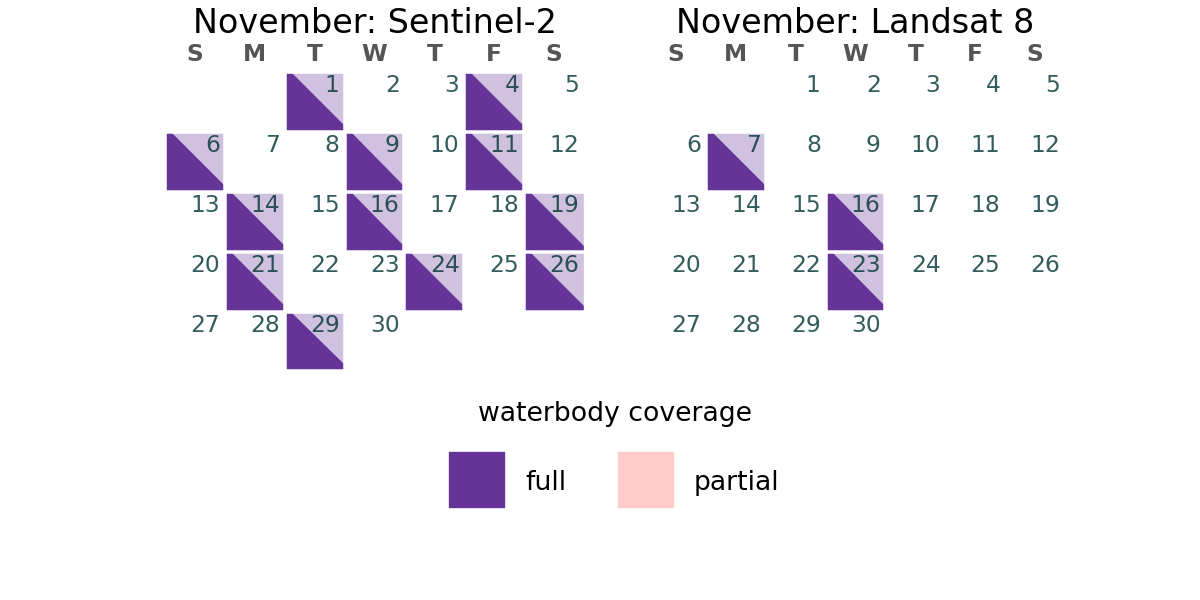 November: Sentinel-2
S M T W T F S
1 2 3 4 5
6 7 8 9 10 11 12
13 14 15 16 17 18 19
20 21 22 23 24 25 26
27 28 29 30
November: Landsat 8
S M T W T F S
1 2 3 4 5
6 7 8 9 10 11 12
13 14 15 16 17 18 19
20 21 22 23 24 25 26
27 28 29 30
waterbody coverage
full partial